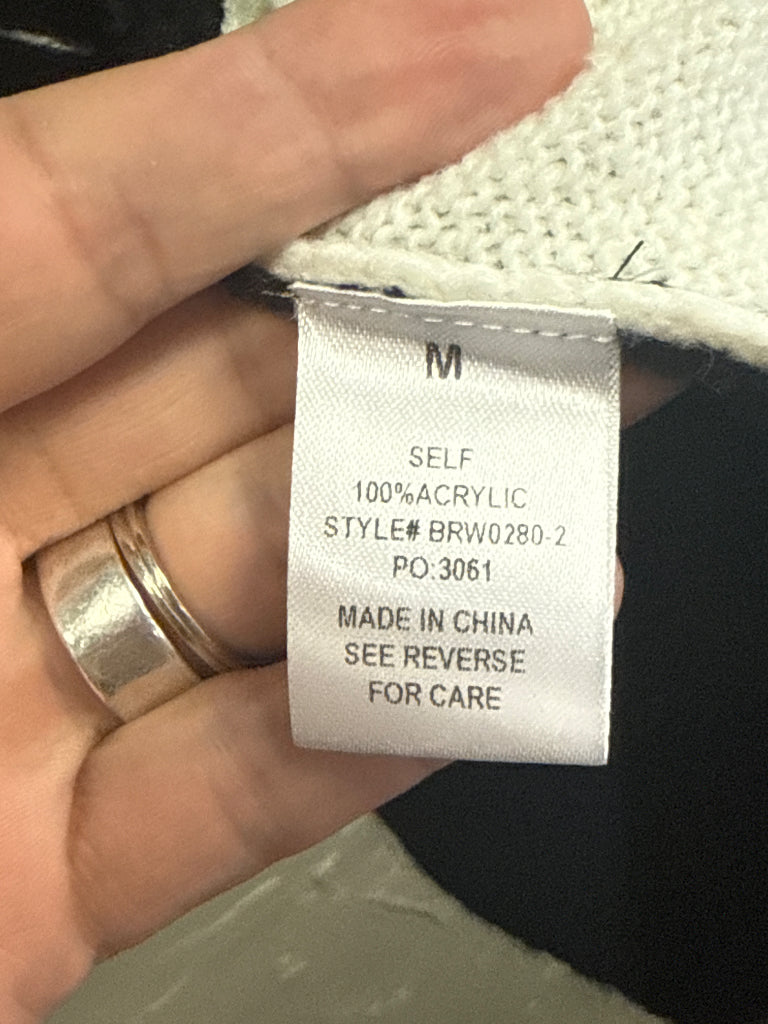 M
SELF
100%ACRYLIC
STYLE# BRW0280-2
PO:3061
MADE IN CHINA
SEE REVERSE
FOR CARE